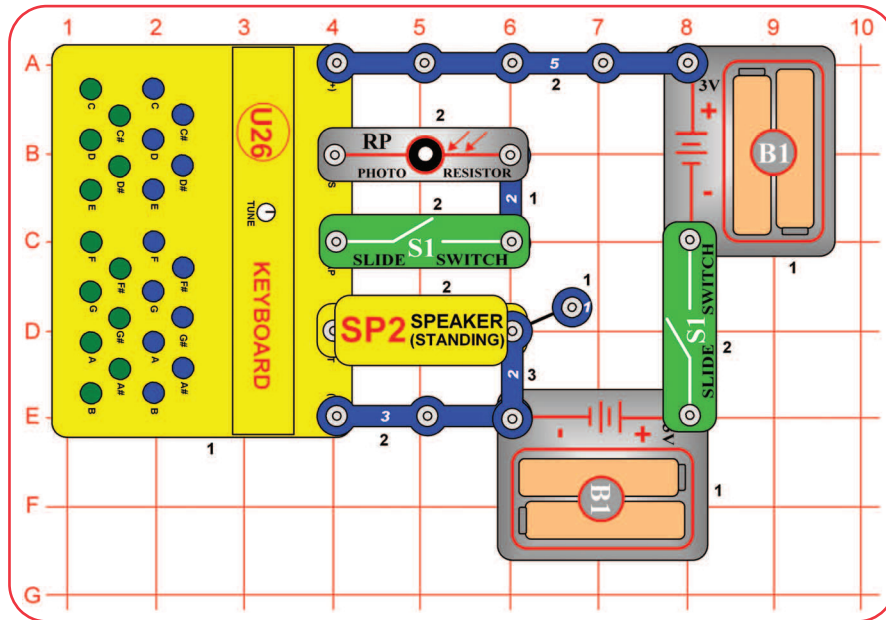 1 2 3 4 5 6 7 8 9 10
A
B
C
D
E
F
G
C
C#
D
D#
E
F
F#
G
G#
A
A#
B
C
C#
D
D#
E
F
F#
G
G#
A
A#
B
U26
TUNE
KEYBOARD
1
+)
S
P
T
(
5
2
3V
+
-
B1
1
2
RP
PHOTO RESISTOR
2
1
2
S1
SLIDE SWITCH
2
SP2 SPEAKER
(STANDING)
1
1
2
3
3
2
S1
SLIDE SWITCH
2
- +
3V
B1
1